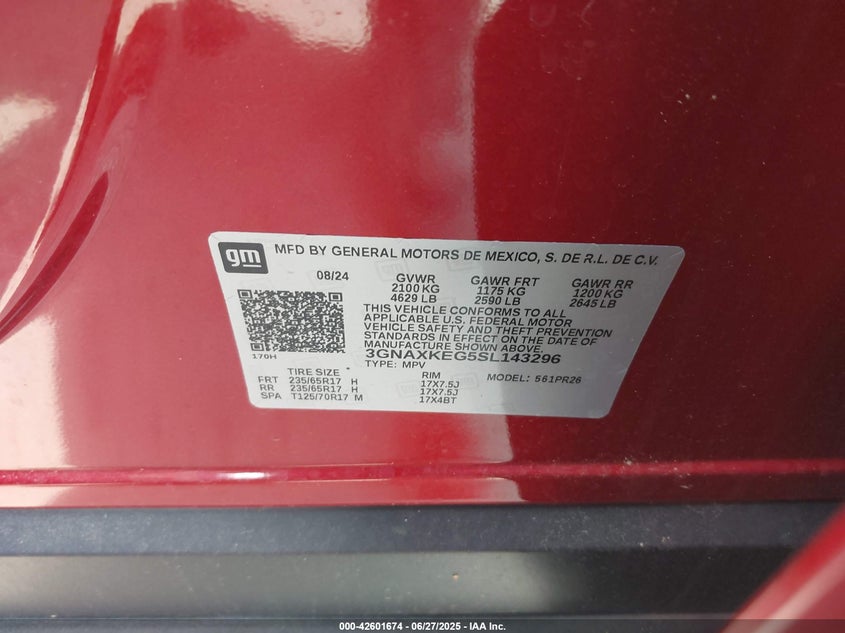 gm MFD BY GENERAL MOTORS DE MEXICO, S. DE R.L. DE C.V.
08/24 GVWR GAWR FRT GAWR RR
2100 KG 1175 KG 1200 KG
4629 LB 2590 LB 2645 LB
THIS VEHICLE CONFORMS TO ALL
APPLICABLE U.S. FEDERAL MOTOR
VEHICLE SAFETY AND THEFT PREVENTION
STANDARDS IN EFFECT ON THE DATE OF
MANUFACTURE SHOWN ABOVE.
170H 3GNAXKEG5SL143296
TYPE: MPV
TIRE SIZE RIM MODEL: 561PR26
FRT 235/65R17 H 17X7.5J
RR 235/65R17 H 17X7.5J
SPA T125/70R17 M 17X4BT
000-42601674 | 06/27/2025 | IAA Inc.